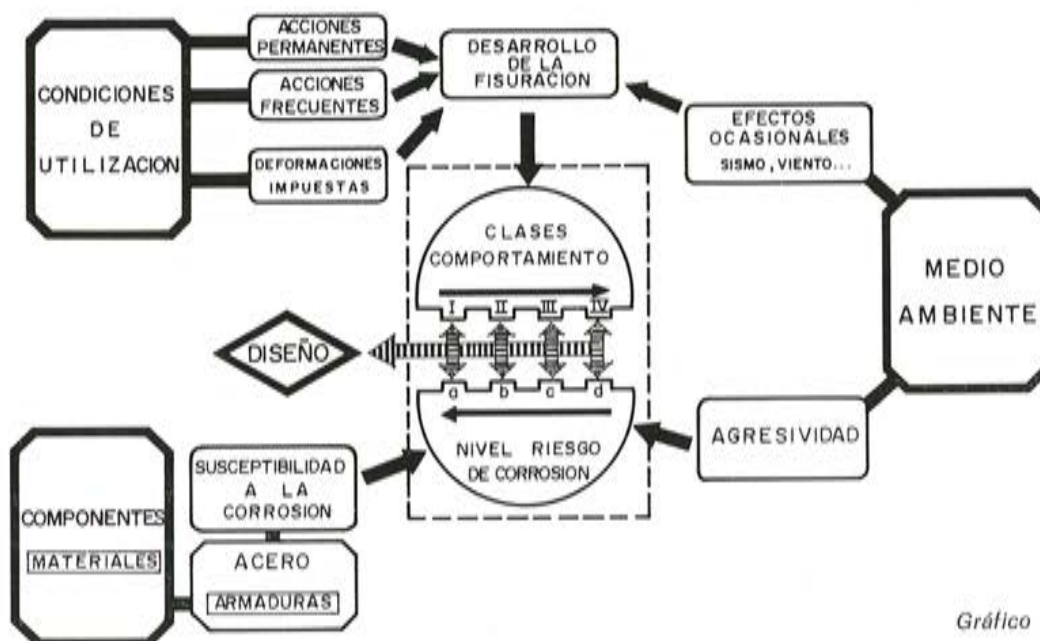 CONDICIONES
DE
UTILIZACION
ACCIONES
PERMANENTES
ACCIONES
FRECUENTES
DEFORMACIONES
IMPUESTAS
DESARROLLO
DE LA
FISURACION
EFECTOS
OCASIONALES
SISMO, VIENTO...
MEDIO
AMBIENTE
CLASES
COMPORTAMIENTO
I II III IV
DISEÑO
a b c d
NIVEL RIESGO
DE CORROSION
AGRESIVIDAD
SUSCEPTIBILIDAD
A LA
CORROSION
COMPONENTES
MATERIALES
ACERO
ARMADURAS
Gráfico